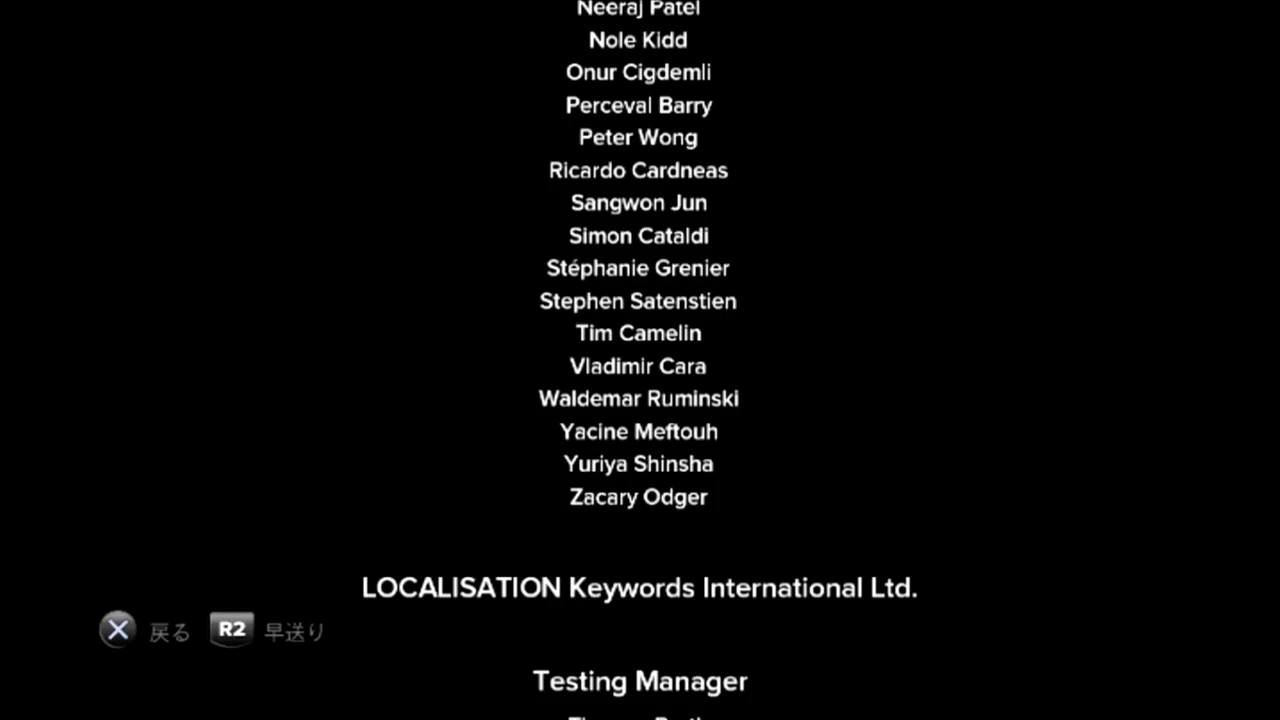 Neeraj Patel
Nole Kidd
Onur Cigdemli
Perceval Barry
Peter Wong
Ricardo Cardneas
Sangwon Jun
Simon Cataldi
Stéphanie Grenier
Stephen Satenstien
Tim Camelin
Vladimir Cara
Waldemar Ruminski
Yacine Meftouh
Yuriya Shinsha
Zacary Odger
LOCALISATION Keywords International Ltd.
戻る R2 早送り
Testing Manager